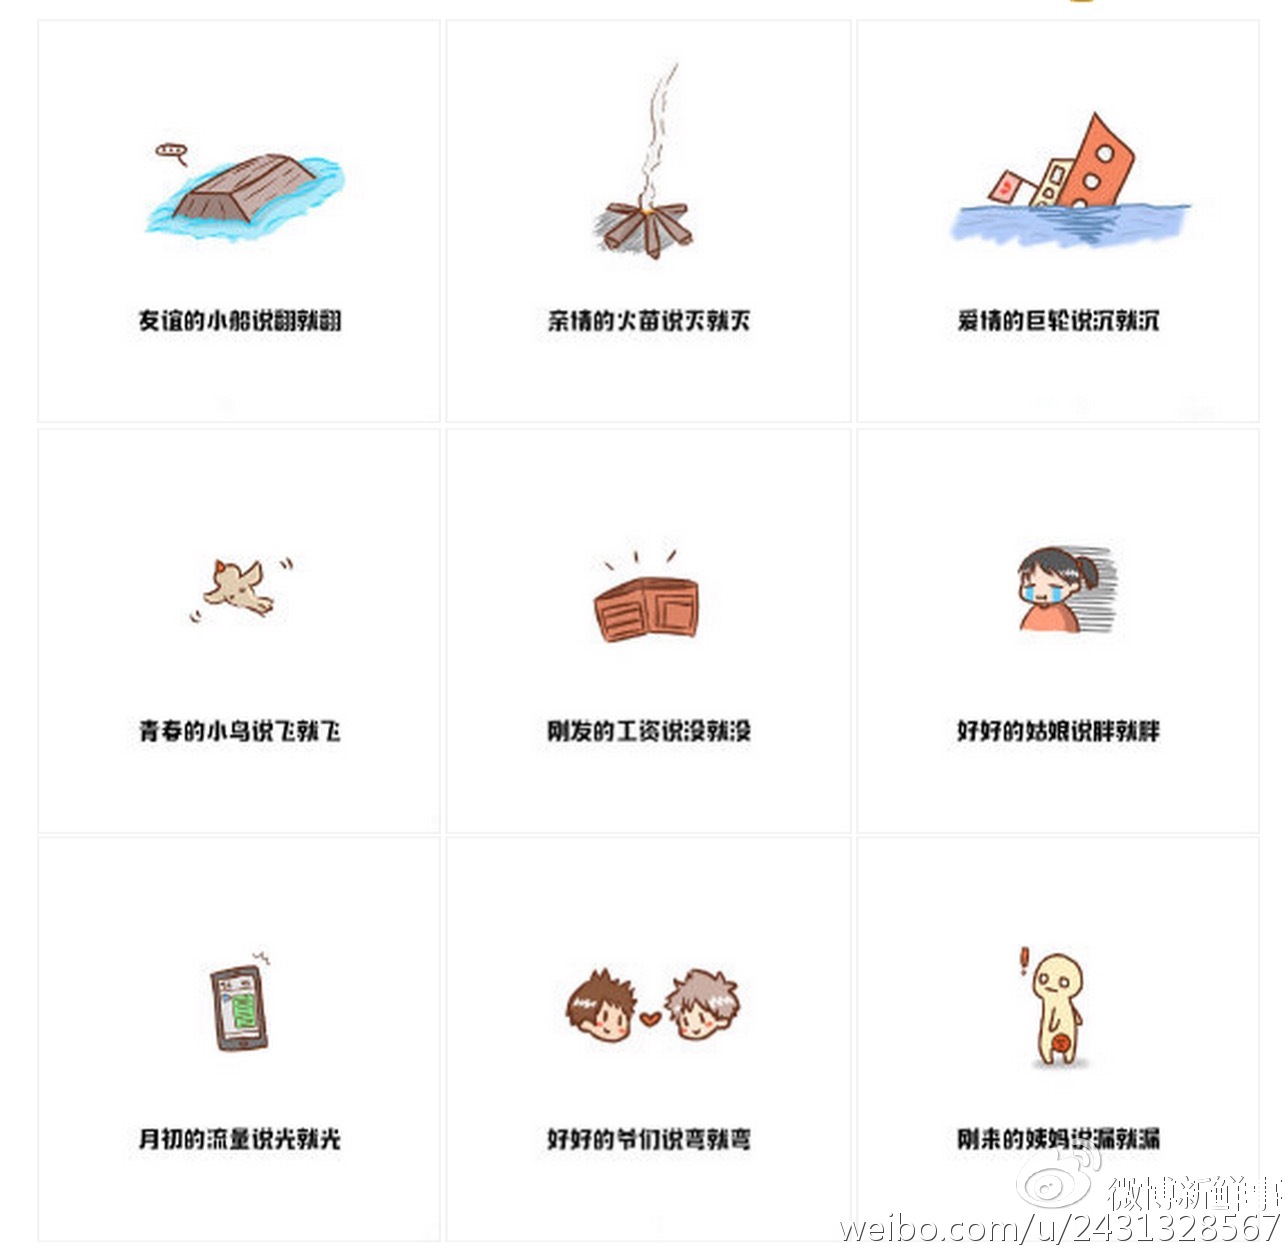 友谊的小船说翻就翻
亲情的火苗说灭就灭
爱情的巨轮说沉就沉
青春的小鸟说飞就飞
刚发的工资说没就没
好好的姑娘说胖就胖
月初的流量说光就光
好好的爷们说弯就弯
刚来的姨妈说漏就漏
微博新鲜事
weibo.com/u/2431328567